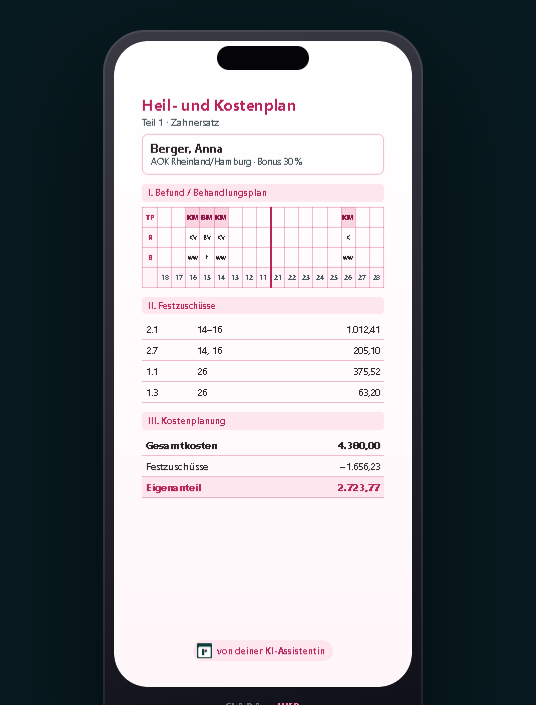 Heil- und Kostenplan
Teil 1 · Zahnersatz
Berger, Anna
AOK Rheinland/Hamburg · Bonus 30 %
I. Befund / Behandlungsplan
TP KM BM KM KM
R KV BV KV K
B ww f ww ww
18 17 16 15 14 13 12 11 21 22 23 24 25 26 27 28
II. Festzuschüsse
2.1 14–16 1.012,41
2.7 14, 16 205,10
1.1 26 375,52
1.3 26 63,20
III. Kostenplanung
Gesamtkosten 4.380,00
Festzuschüsse –1.656,23
Eigenanteil 2.723,77
von deiner KI-Assistentin